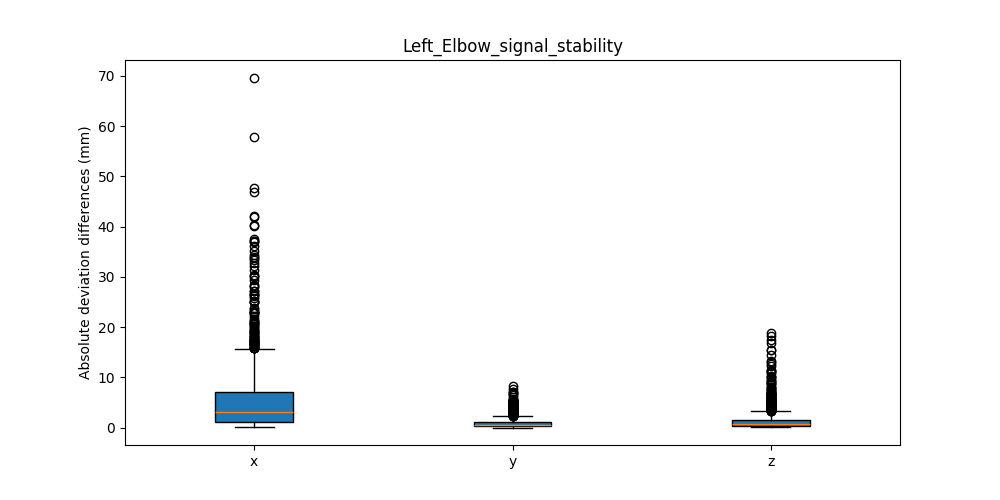 Left_Elbow_signal_stability
Absolute deviation differences (mm)
70
60
50
40
30
20
10
0
x y z